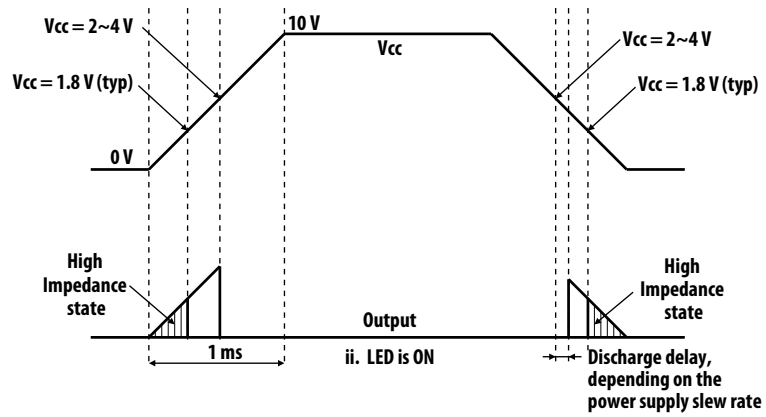 Vcc = 2~4 V
10 V
Vcc
Vcc = 2~4 V
Vcc = 1.8 V (typ)
Vcc = 1.8 V (typ)
0 V
High
Impedance
state
High
Impedance
state
Output
1 ms
ii. LED is ON
Discharge delay,
depending on the
power supply slew rate